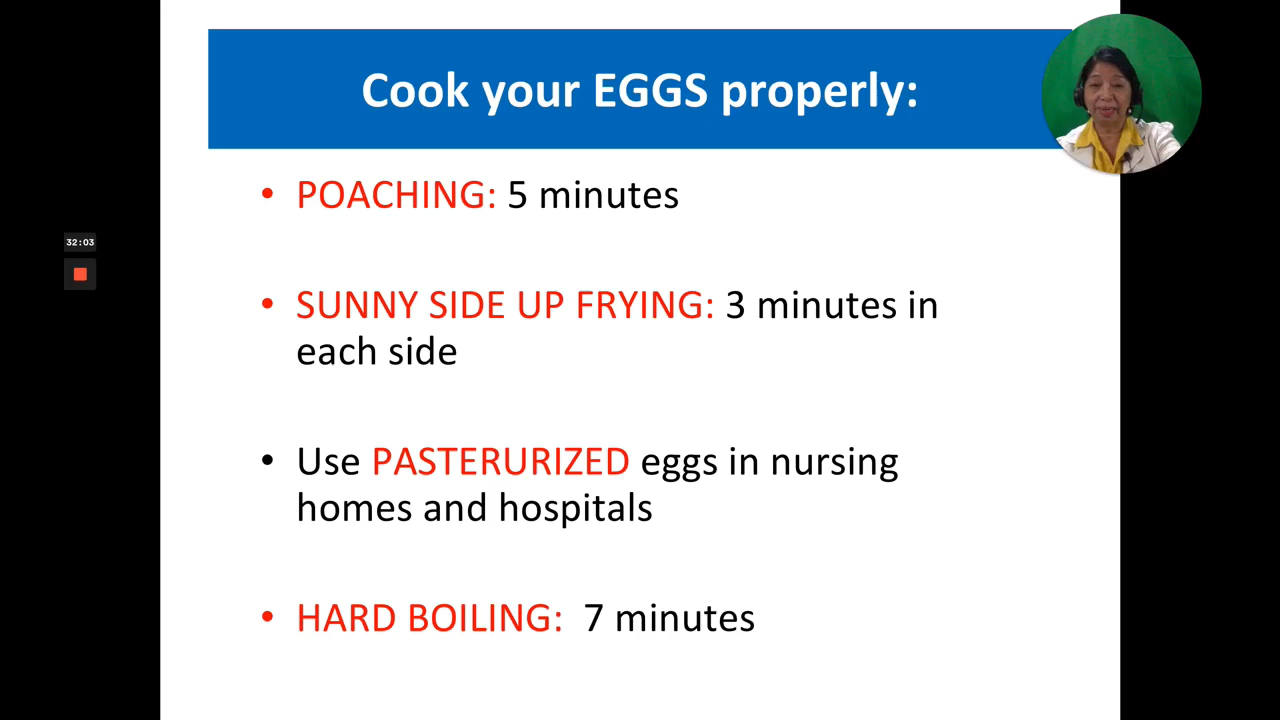 Cook your EGGS properly:
• POACHING: 5 minutes
32:03
• SUNNY SIDE UP FRYING: 3 minutes in
each side
• Use PASTERURIZED eggs in nursing
homes and hospitals
• HARD BOILING:  7 minutes